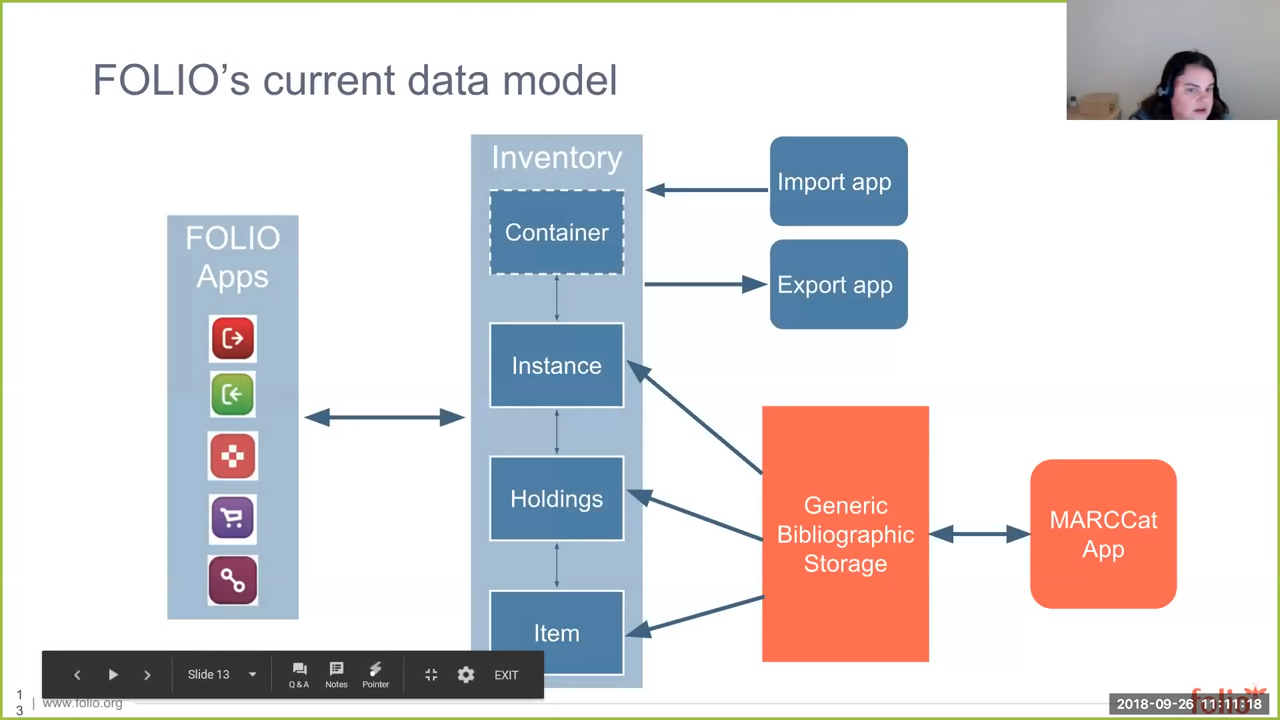 FOLIO’s current data model
FOLIO
Apps
Inventory
Container
Instance
Holdings
Item
Import app
Export app
Generic
Bibliographic
Storage
MARCCat
App
Slide 13
Q & A
Notes
Pointer
EXIT
1
3
| www.folio.org
folio
2018-09-26 11:11:18